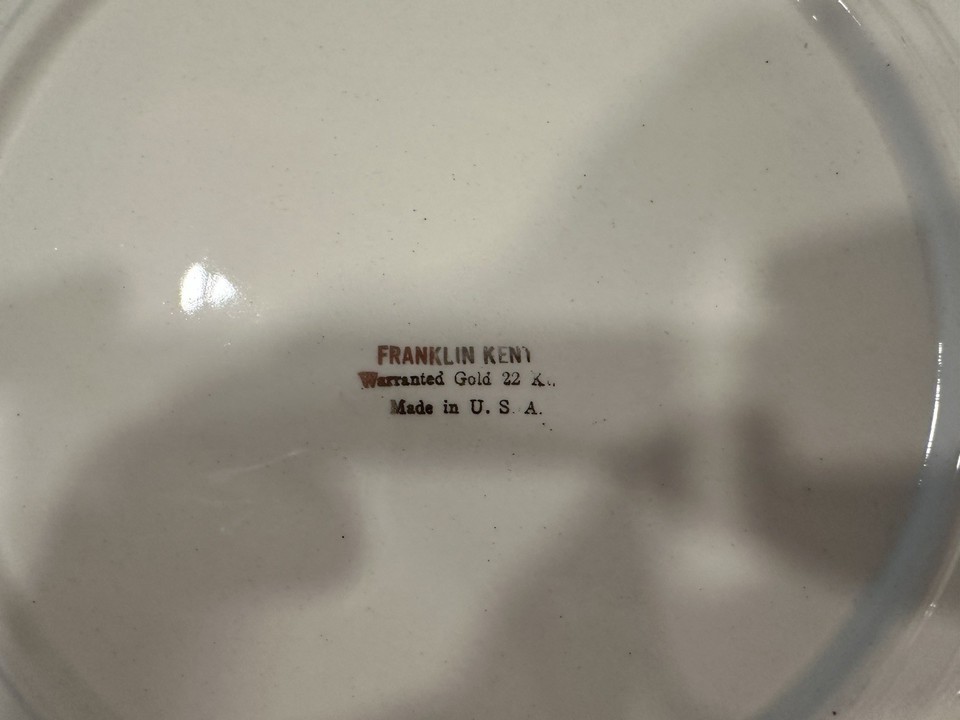 FRANKLIN KENT
Warranted Gold 22 K.
Made in U. S. A.